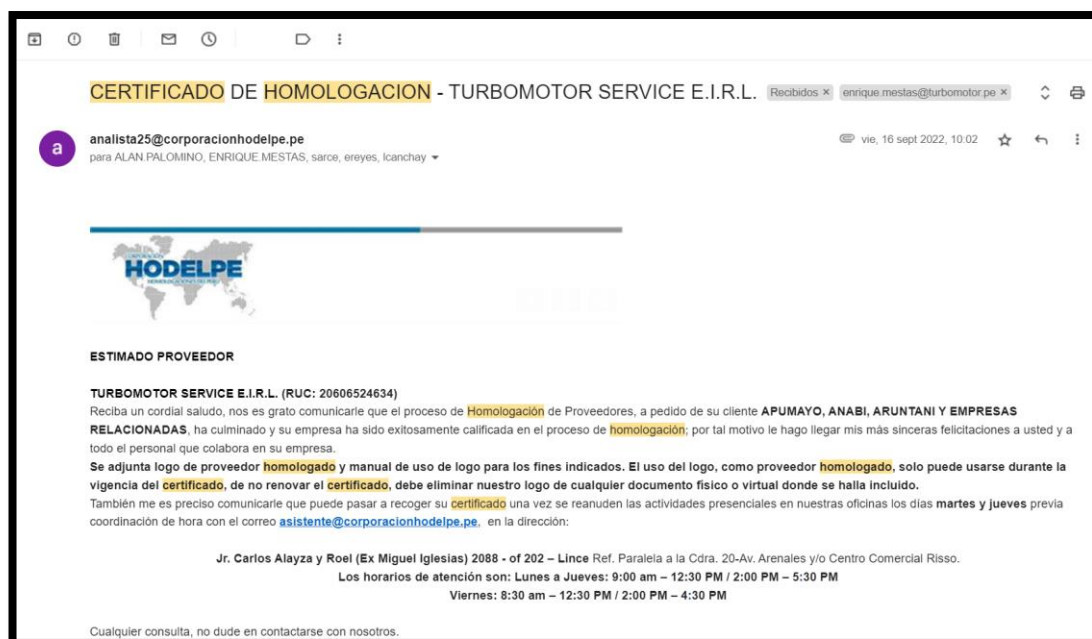 CERTIFICADO DE HOMOLOGACION - TURBOMOTOR SERVICE E.I.R.L. Recibidos × enrique.mestas@turbomotor.pe ×
analista25@corporacionhodelpe.pe vie, 16 sept 2022, 10:02
a
para ALAN.PALOMINO, ENRIQUE.MESTAS, sarce, ereyes, lcanchay
CORPORACIÓN
HODELPE
HOMOLOGACIONES DEL PERÚ
ESTIMADO PROVEEDOR
TURBOMOTOR SERVICE E.I.R.L. (RUC: 20606524634)
Reciba un cordial saludo, nos es grato comunicarle que el proceso de Homologación de Proveedores, a pedido de su cliente APUMAYO, ANABI, ARUNTANI Y EMPRESAS
RELACIONADAS, ha culminado y su empresa ha sido exitosamente calificada en el proceso de homologación; por tal motivo le hago llegar mis más sinceras felicitaciones a usted y a
todo el personal que colabora en su empresa.
Se adjunta logo de proveedor homologado y manual de uso de logo para los fines indicados. El uso del logo, como proveedor homologado, solo puede usarse durante la
vigencia del certificado, de no renovar el certificado, debe eliminar nuestro logo de cualquier documento físico o virtual donde se halla incluido.
También me es preciso comunicarle que puede pasar a recoger su certificado una vez se reanuden las actividades presenciales en nuestras oficinas los días martes y jueves previa
coordinación de hora con el correo asistente@corporacionhodelpe.pe, en la dirección:
Jr. Carlos Alayza y Roel (Ex Miguel Iglesias) 2088 - of 202 – Lince Ref. Paralela a la Cdra. 20-Av. Arenales y/o Centro Comercial Risso.
Los horarios de atención son: Lunes a Jueves: 9:00 am – 12:30 PM / 2:00 PM – 5:30 PM
Viernes: 8:30 am – 12:30 PM / 2:00 PM – 4:30 PM
Cualquier consulta, no dude en contactarse con nosotros.